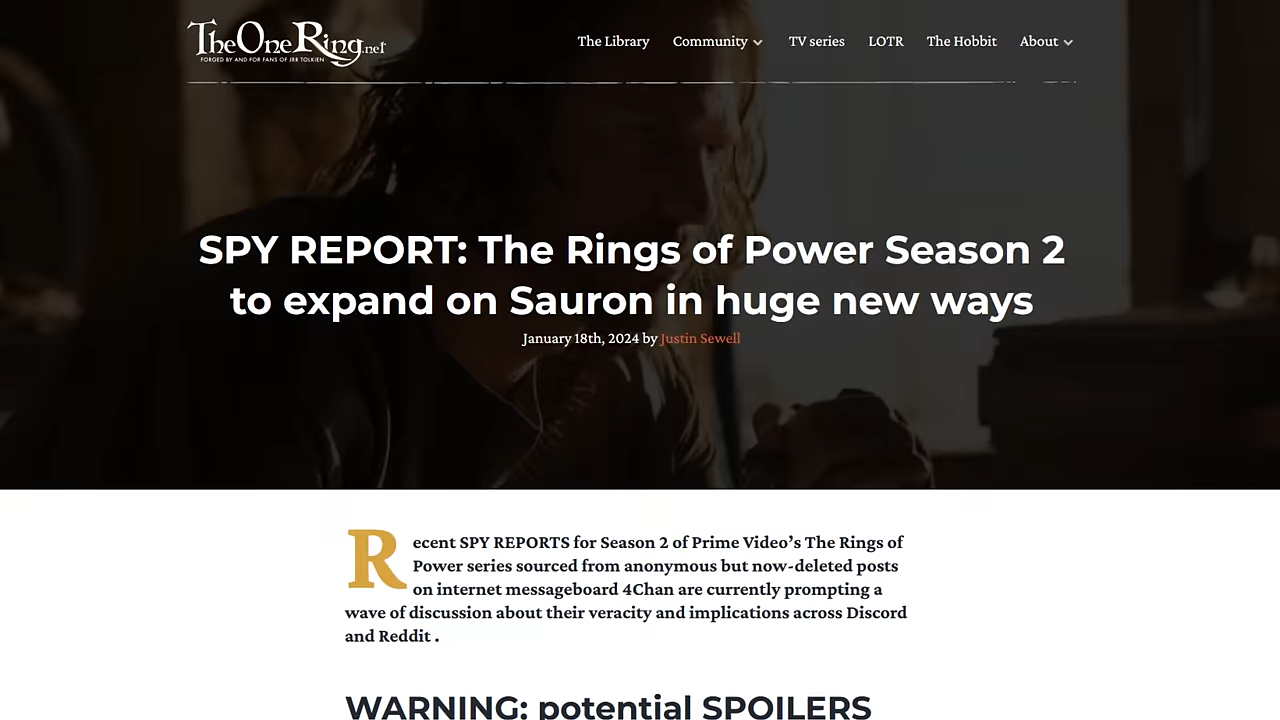 TheOneRing.net
FORGED BY AND FOR FANS OF JRR TOLKIEN
The Library
Community
TV series
LOTR
The Hobbit
About
SPY REPORT: The Rings of Power Season 2
to expand on Sauron in huge new ways
January 18th, 2024 by Justin Sewell
Recent SPY REPORTS for Season 2 of Prime Video’s The Rings of
Power series sourced from anonymous but now-deleted posts
on internet messageboard 4Chan are currently prompting a
wave of discussion about their veracity and implications across Discord
and Reddit .
WARNING: potential SPOILERS